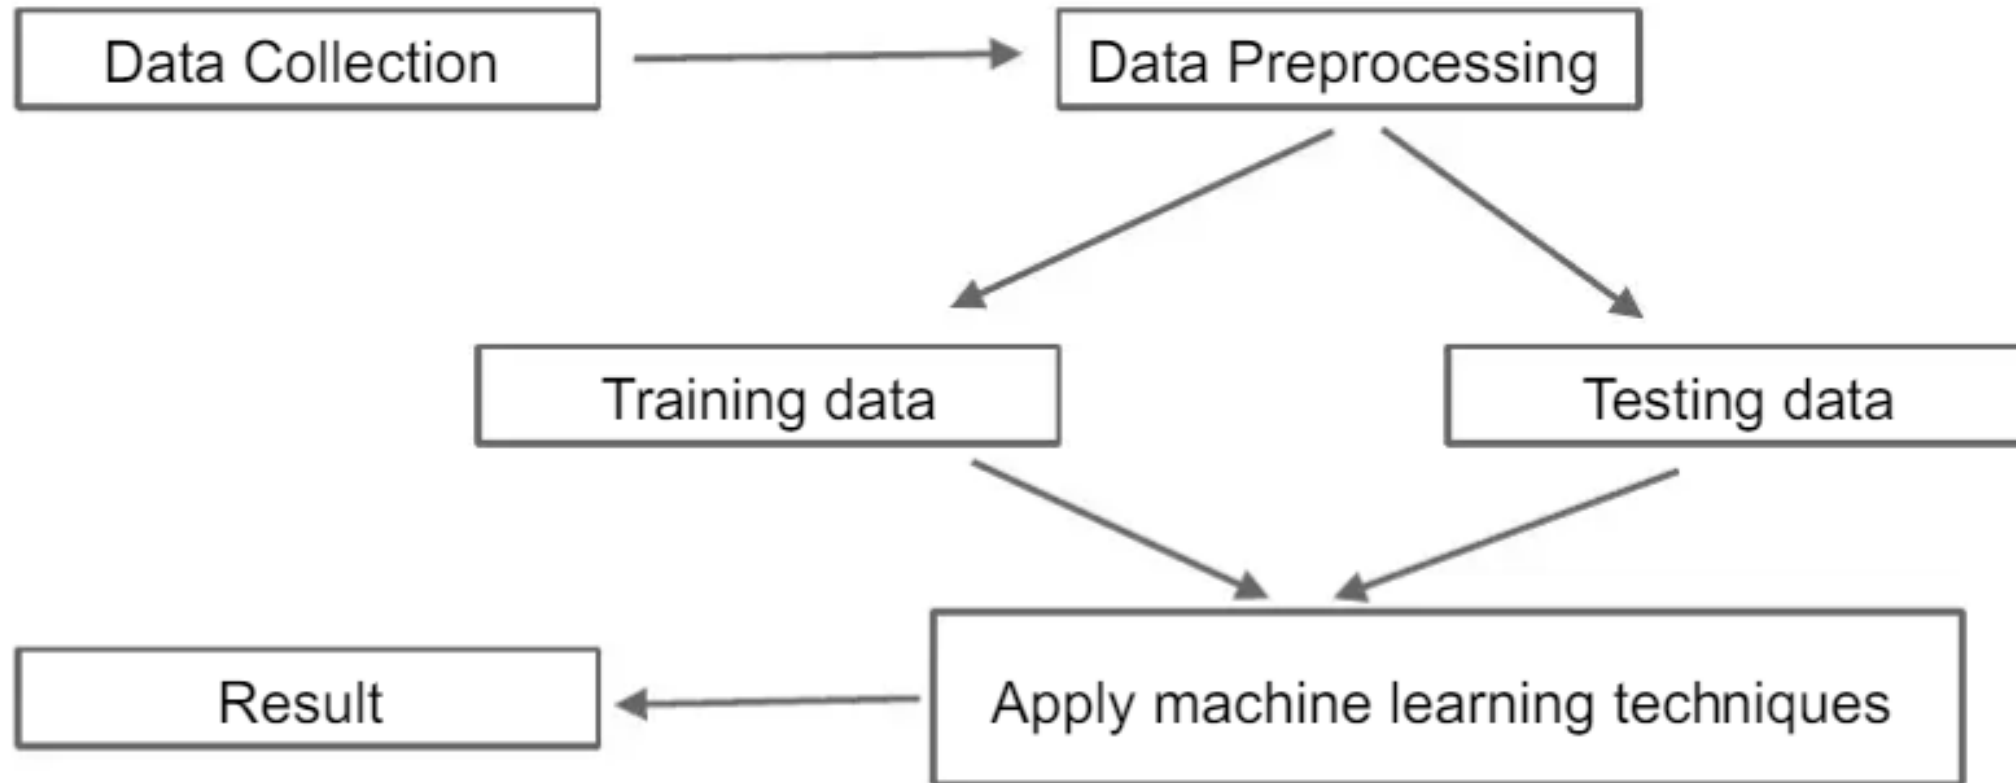 Data Collection
Data Preprocessing
Training data
Testing data
Apply machine learning techniques
Result